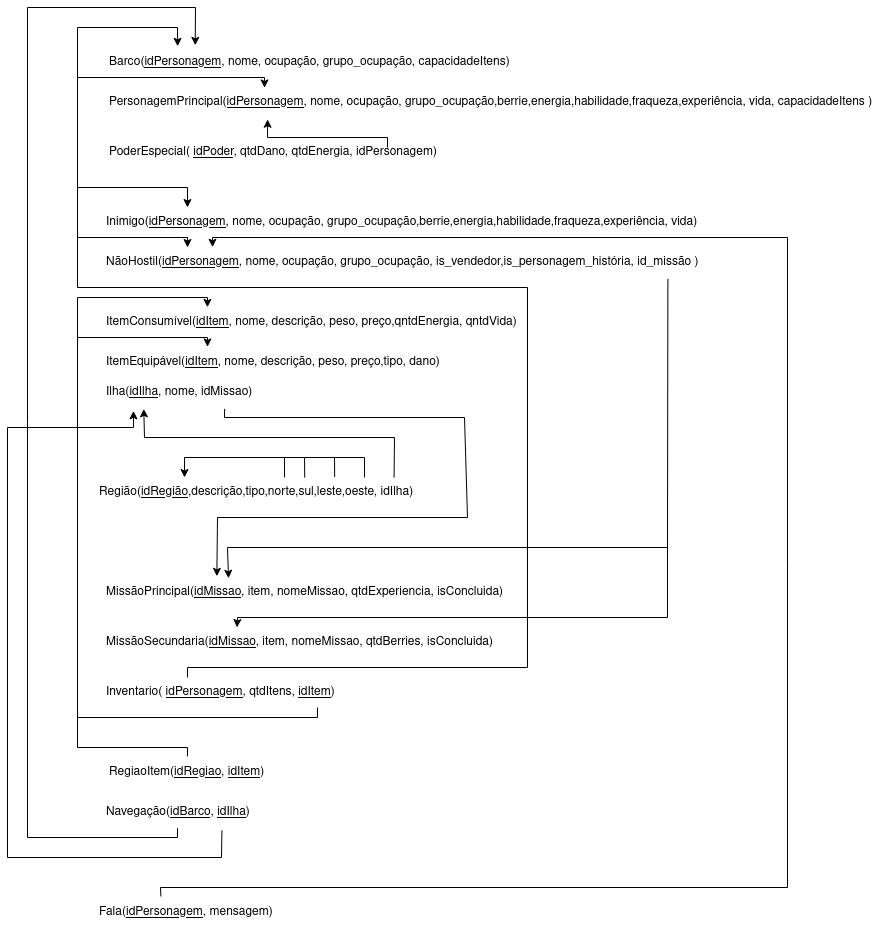 Barco(idPersonagem, nome, ocupação, grupo_ocupação, capacidadeItens)
PersonagemPrincipal(idPersonagem, nome, ocupação, grupo_ocupação,berrie,energia,habilidade,fraqueza,experiência, vida, capacidadeItens )
PoderEspecial( idPoder, qtdDano, qtdEnergia, idPersonagem)
Inimigo(idPersonagem, nome, ocupação, grupo_ocupação,berrie,energia,habilidade,fraqueza,experiência, vida)
NãoHostil(idPersonagem, nome, ocupação, grupo_ocupação, is_vendedor,is_personagem_história, id_missão )
ItemConsumível(idItem, nome, descrição, peso, preço,qntdEnergia, qntdVida)
ItemEquipável(idItem, nome, descrição, peso, preço,tipo, dano)
Ilha(idIlha, nome, idMissao)
Região(idRegião,descrição,tipo,norte,sul,leste,oeste, idIlha)
MissãoPrincipal(idMissao, item, nomeMissao, qtdExperiencia, isConcluida)
MissãoSecundaria(idMissao, item, nomeMissao, qtdBerries, isConcluida)
Inventario( idPersonagem, qtdItens, idItem)
RegiaoItem(idRegiao, idItem)
Navegação(idBarco, idIlha)
Fala(idPersonagem, mensagem)